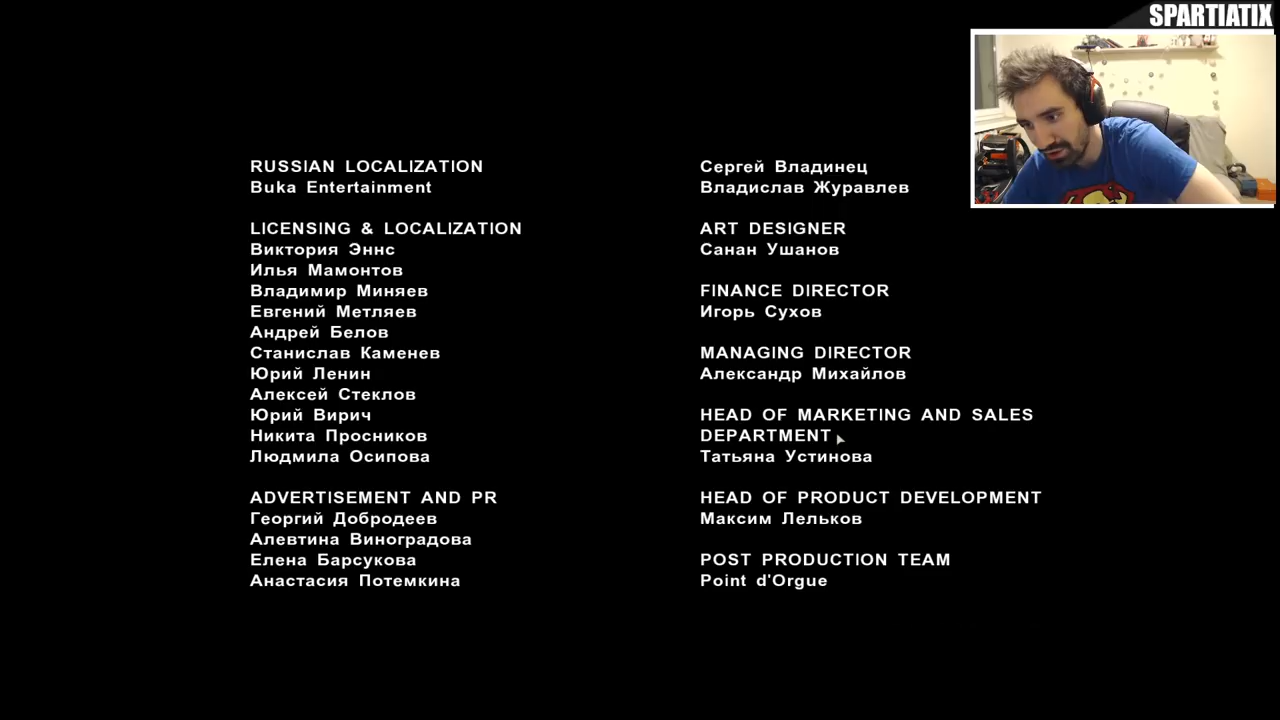 SPARTIATIX
RUSSIAN LOCALIZATION
Buka Entertainment
LICENSING & LOCALIZATION
Виктория Эннс
Илья Мамонтов
Владимир Миняев
Евгений Метляев
Андрей Белов
Станислав Каменев
Юрий Ленин
Алексей Стеклов
Юрий Вирич
Никита Просников
Людмила Осипова
ADVERTISEMENT AND PR
Георгий Добродеев
Алевтина Виноградова
Елена Барсукова
Анастасия Потемкина
Сергей Владинец
Владислав Журавлев
ART DESIGNER
Санан Ушанов
FINANCE DIRECTOR
Игорь Сухов
MANAGING DIRECTOR
Александр Михайлов
HEAD OF MARKETING AND SALES
DEPARTMENT
Татьяна Устинова
HEAD OF PRODUCT DEVELOPMENT
Максим Лельков
POST PRODUCTION TEAM
Point d'Orgue